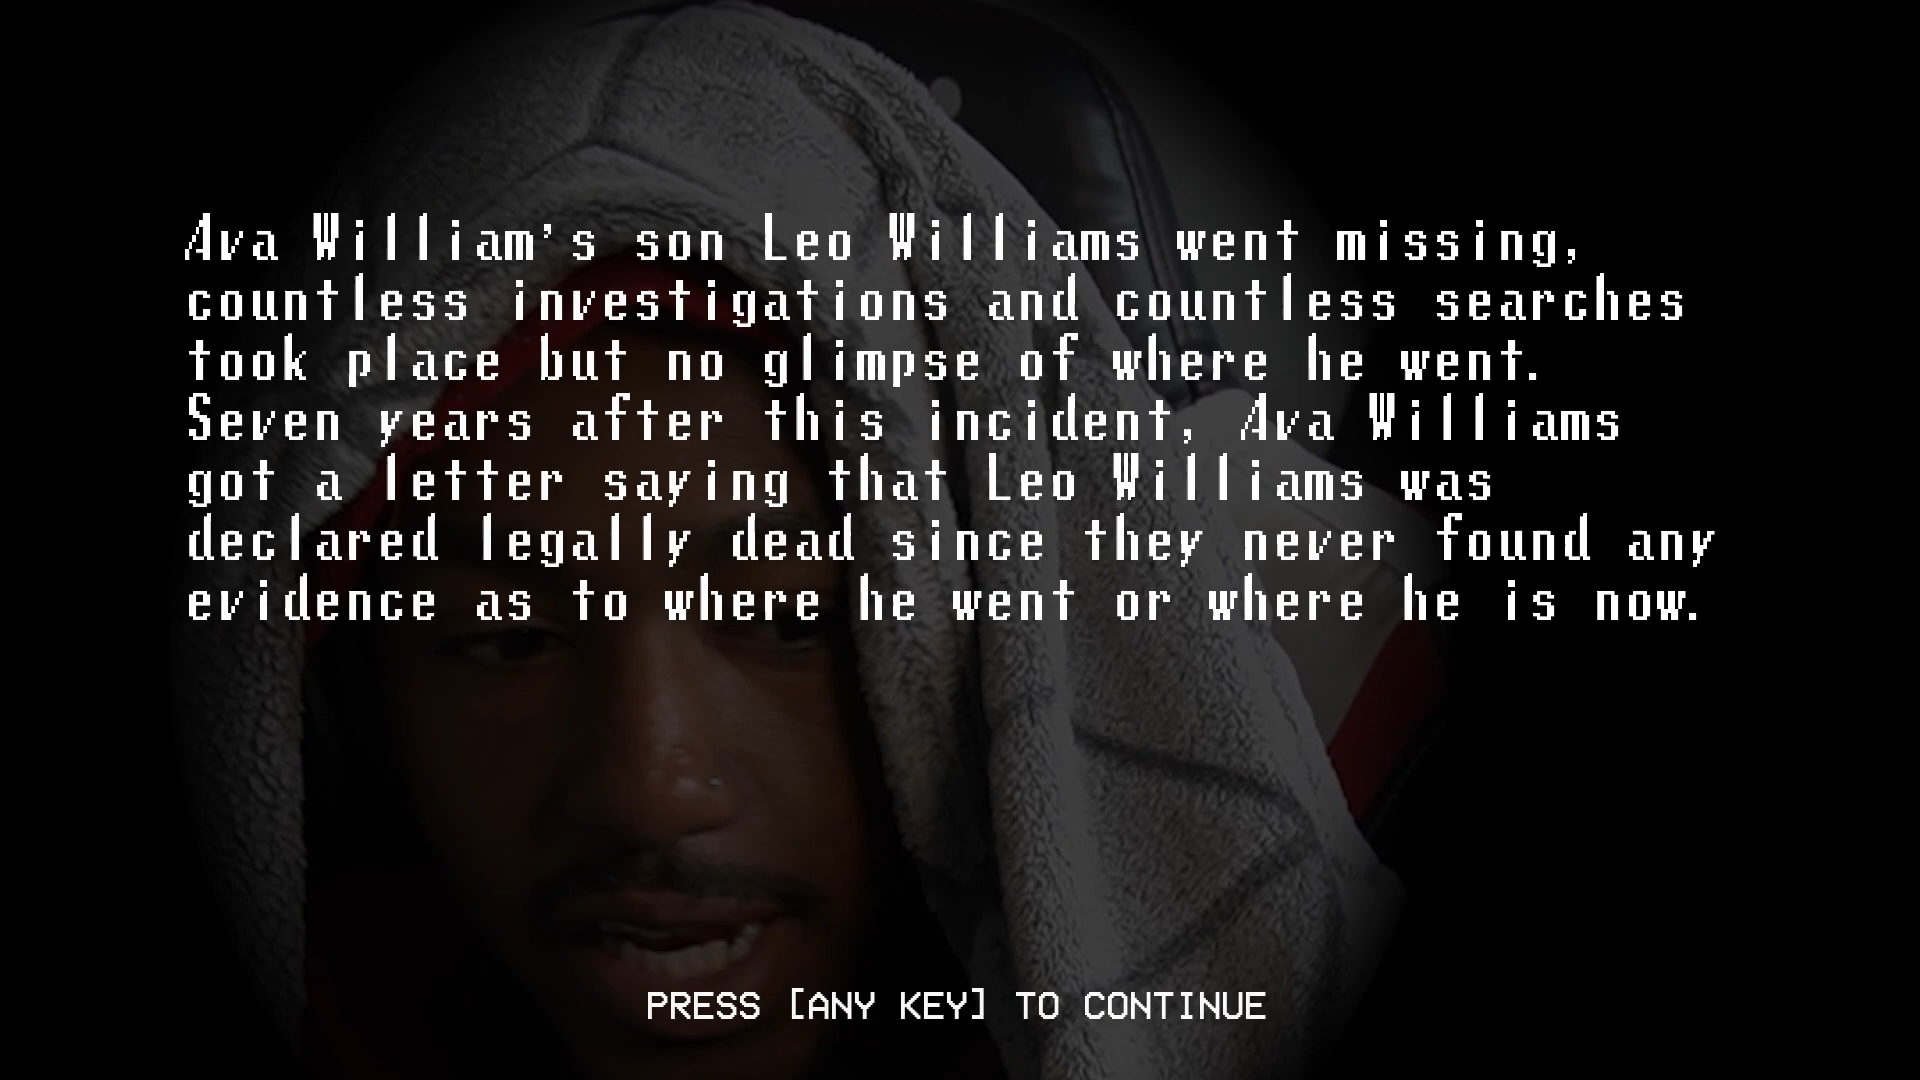 Ava William's son Leo Williams went missing,
countless investigations and countless searches
took place but no glimpse of where he went.
Seven years after this incident, Ava Williams
got a letter saying that Leo Williams was
declared legally dead since they never found any
evidence as to where he went or where he is now.
PRESS [ANY KEY] TO CONTINUE